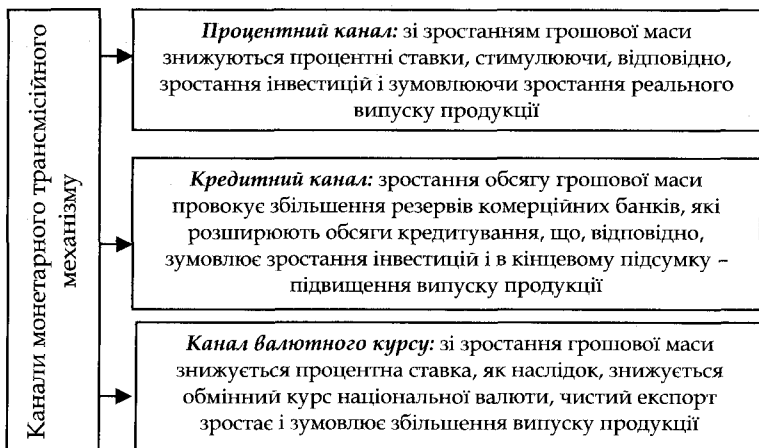 Канали монетарного трансмісійного
механізму
Процентний канал: зі зростанням грошової маси
знижуються процентні ставки, стимулюючи, відповідно,
зростання інвестицій і зумовлюючи зростання реального
випуску продукції
Кредитний канал: зростання обсягу грошової маси
провокує збільшення резервів комерційних банків, які
розширюють обсяги кредитування, що, відповідно,
зумовлює зростання інвестицій і в кінцевому підсумку –
підвищення випуску продукції
Канал валютного курсу: зі зростання грошової маси
знижується процентна ставка, як наслідок, знижується
обмінний курс національної валюти, чистий експорт
зростає і зумовлює збільшення випуску продукції